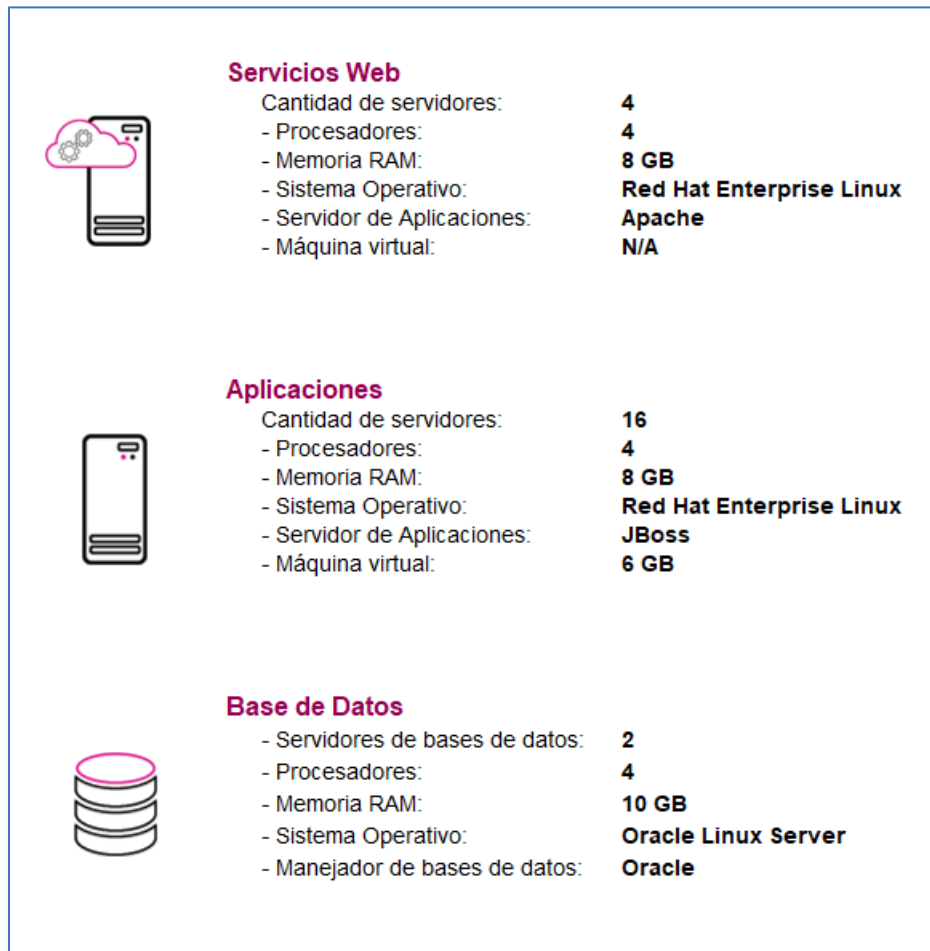 Servicios Web
Cantidad de servidores: 4
- Procesadores: 4
- Memoria RAM: 8 GB
- Sistema Operativo: Red Hat Enterprise Linux
- Servidor de Aplicaciones: Apache
- Máquina virtual: N/A
Aplicaciones
Cantidad de servidores: 16
- Procesadores: 4
- Memoria RAM: 8 GB
- Sistema Operativo: Red Hat Enterprise Linux
- Servidor de Aplicaciones: JBoss
- Máquina virtual: 6 GB
Base de Datos
- Servidores de bases de datos: 2
- Procesadores: 4
- Memoria RAM: 10 GB
- Sistema Operativo: Oracle Linux Server
- Manejador de bases de datos: Oracle